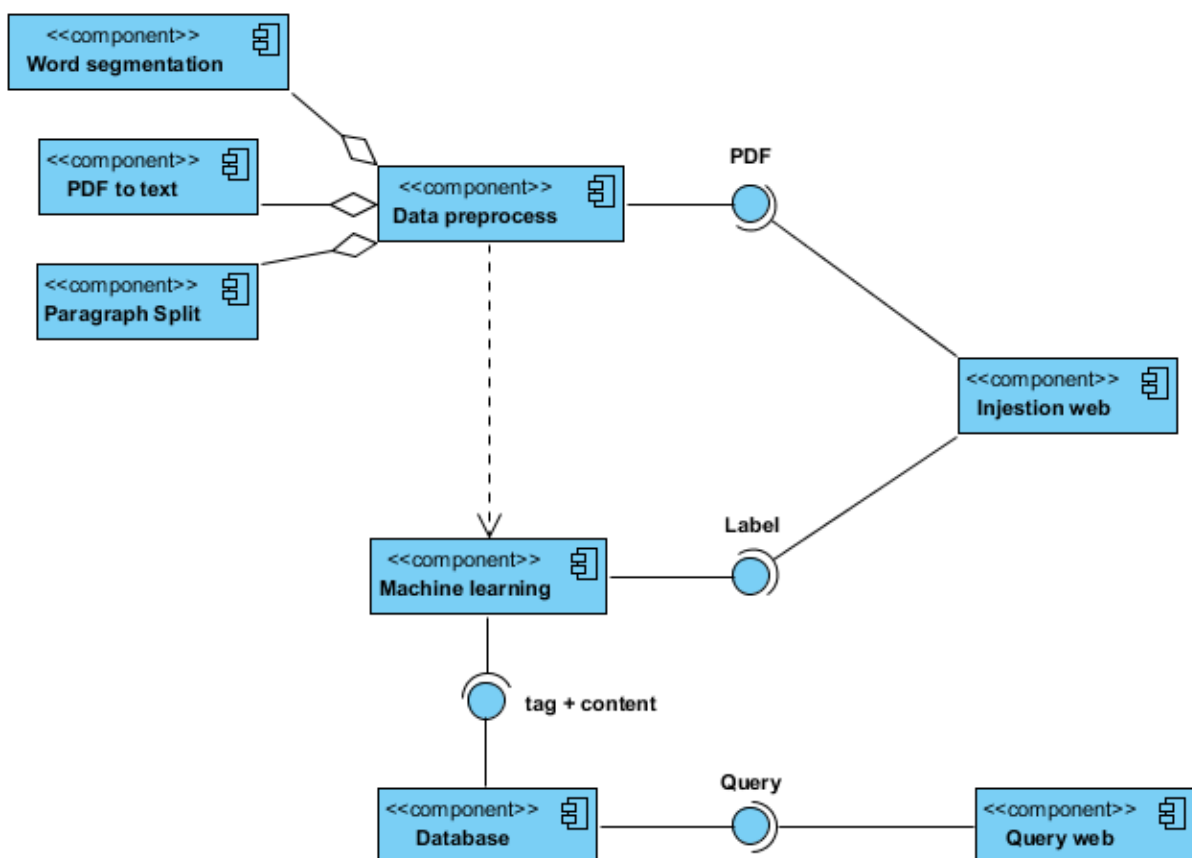 <<component>>
Word segmentation
<<component>>
PDF to text
<<component>>
Paragraph Split
<<component>>
Data preprocess
PDF
<<component>>
Injestion web
Label
<<component>>
Machine learning
tag + content
<<component>>
Database
Query
<<component>>
Query web